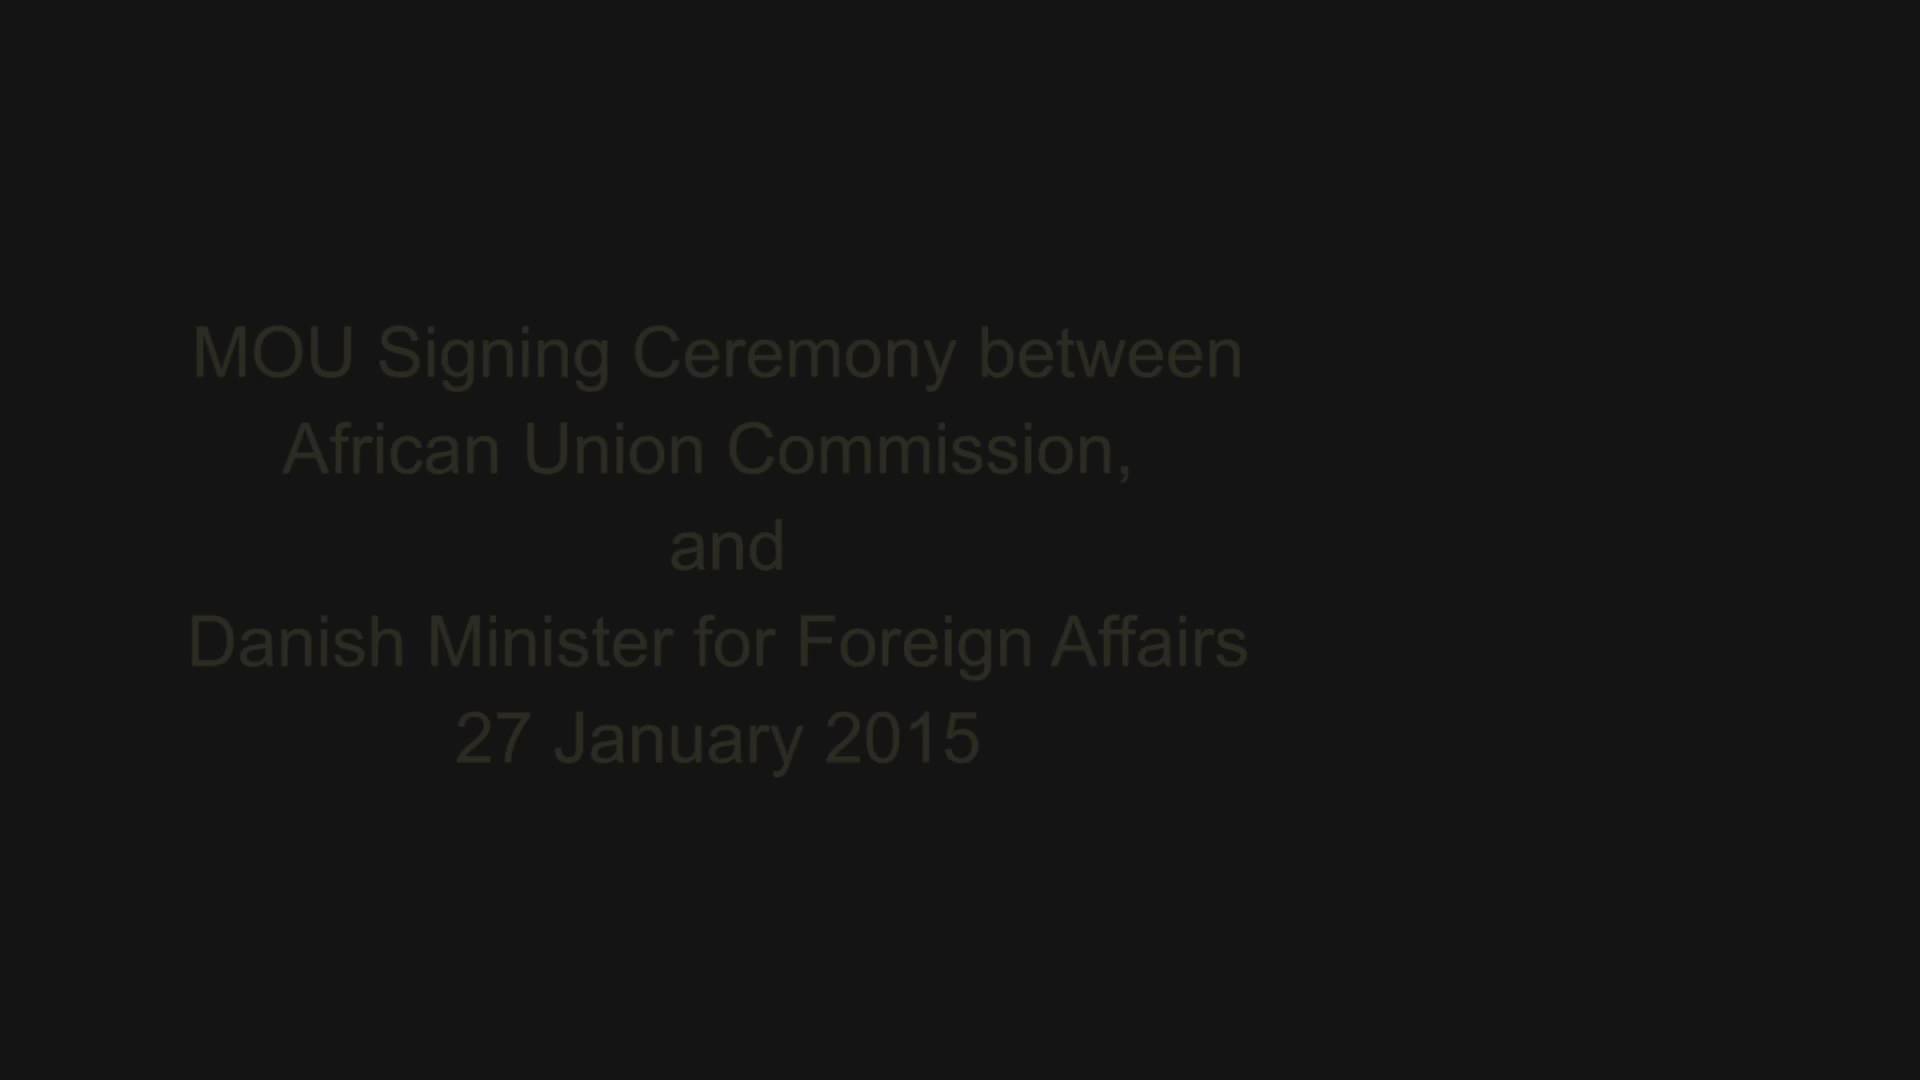 MOU Signing Ceremony between
African Union Commission,
and
Danish Minister for Foreign Affairs
27 January 2015